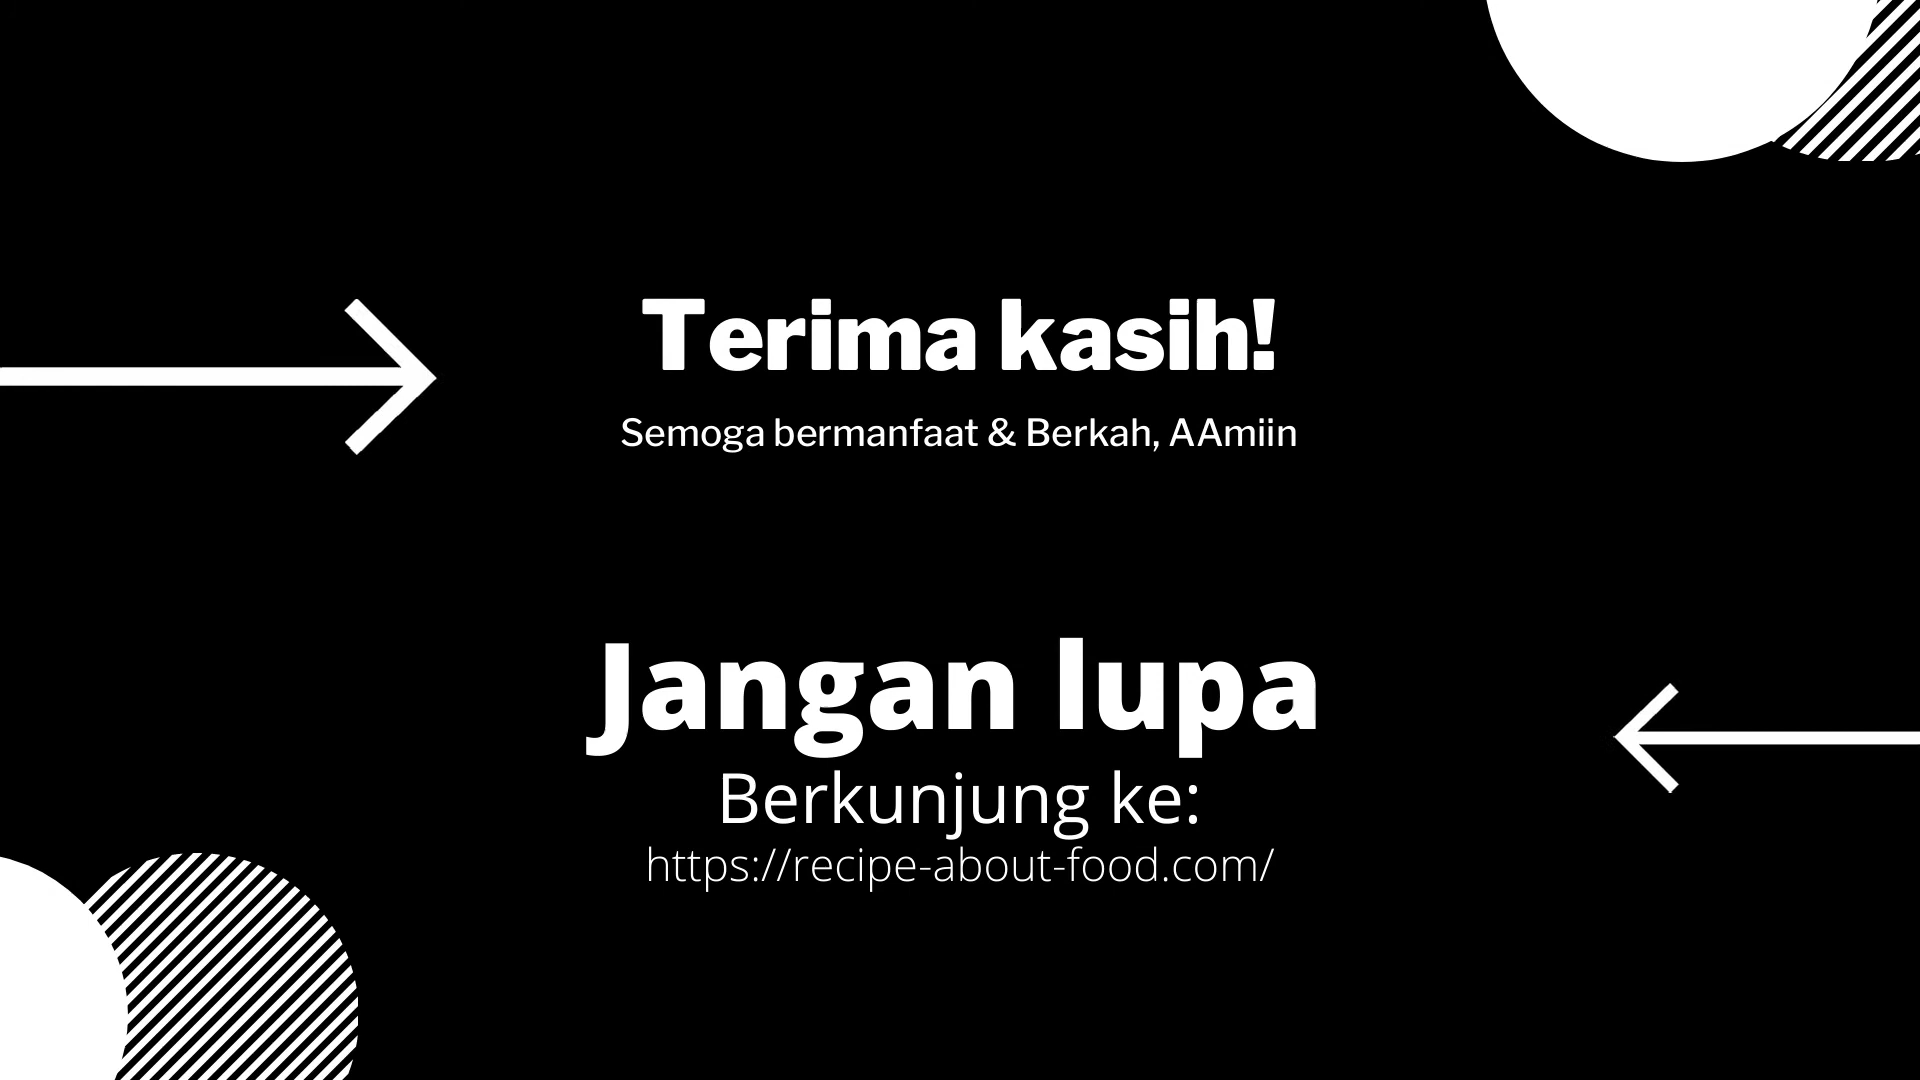 Terima kasih!
Semoga bermanfaat & Berkah, AAmiin
Jangan lupa
Berkunjung ke:
https://recipe-about-food.com/